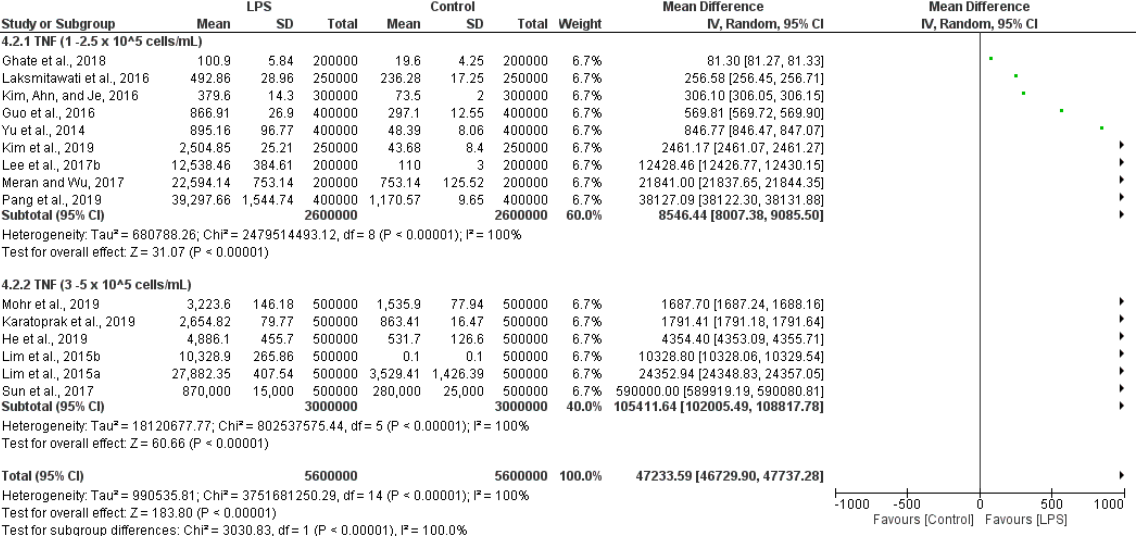 LPS Control Mean Difference Mean Difference
Study or Subgroup Mean SD Total Mean SD Total Weight IV, Random, 95% CI IV, Random, 95% CI
4.2.1 TNF (1 -2.5 x 10^5 cells/mL)
Ghate et al., 2018 100.9 5.84 200000 19.6 4.25 200000 6.7% 81.30 [81.27, 81.33]
Laksmitawati et al., 2016 492.86 28.96 250000 236.28 17.25 250000 6.7% 256.58 [256.45, 256.71]
Kim, Ahn, and Je, 2016 379.6 14.3 300000 73.5 2 300000 6.7% 306.10 [306.05, 306.15]
Guo et al., 2016 866.91 26.9 400000 297.1 12.55 400000 6.7% 569.81 [569.72, 569.90]
Yu et al., 2014 895.16 96.77 400000 48.39 8.06 400000 6.7% 846.77 [846.47, 847.07]
Kim et al., 2019 2,504.85 25.21 250000 43.68 8.4 250000 6.7% 2461.17 [2461.07, 2461.27]
Lee et al., 2017b 12,538.46 384.61 200000 110 3 200000 6.7% 12428.46 [12426.77, 12430.15]
Meran and Wu, 2017 22,594.14 753.14 200000 753.14 125.52 200000 6.7% 21841.00 [21837.65, 21844.35]
Pang et al., 2019 39,297.66 1,544.74 400000 1,170.57 9.65 400000 6.7% 38127.09 [38122.30, 38131.88]
Subtotal (95% CI) 2600000 2600000 60.0% 8546.44 [8007.38, 9085.50]
Heterogeneity: Tau² = 680788.26; Chi² = 2479514493.12, df = 8 (P < 0.00001); I² = 100%
Test for overall effect: Z = 31.07 (P < 0.00001)
4.2.2 TNF (3 -5 x 10^5 cells/mL)
Mohr et al., 2019 3,223.6 146.18 500000 1,535.9 77.94 500000 6.7% 1687.70 [1687.24, 1688.16]
Karatoprak et al., 2019 2,654.82 79.77 500000 863.41 16.47 500000 6.7% 1791.41 [1791.18, 1791.64]
He et al., 2019 4,886.1 455.7 500000 531.7 126.6 500000 6.7% 4354.40 [4353.09, 4355.71]
Lim et al., 2015b 10,328.9 265.86 500000 0.1 0.1 500000 6.7% 10328.80 [10328.06, 10329.54]
Lim et al., 2015a 27,882.35 407.54 500000 3,529.41 1,426.39 500000 6.7% 24352.94 [24348.83, 24357.05]
Sun et al., 2017 870,000 15,000 500000 280,000 25,000 500000 6.7% 590000.00 [589919.19, 590080.81]
Subtotal (95% CI) 3000000 3000000 40.0% 105411.64 [102005.49, 108817.78]
Heterogeneity: Tau² = 18120677.77; Chi² = 802537575.44, df = 5 (P < 0.00001); I² = 100%
Test for overall effect: Z = 60.66 (P < 0.00001)
Total (95% CI) 5600000 5600000 100.0% 47233.59 [46729.90, 47737.28]
Heterogeneity: Tau² = 990535.81; Chi² = 3751681250.29, df = 14 (P < 0.00001); I² = 100%
Test for overall effect: Z = 183.80 (P < 0.00001)
Test for subgroup differences: Chi² = 3030.83, df = 1 (P < 0.00001), I² = 100.0%
-1000 -500 0 500 1000
Favours [Control] Favours [LPS]